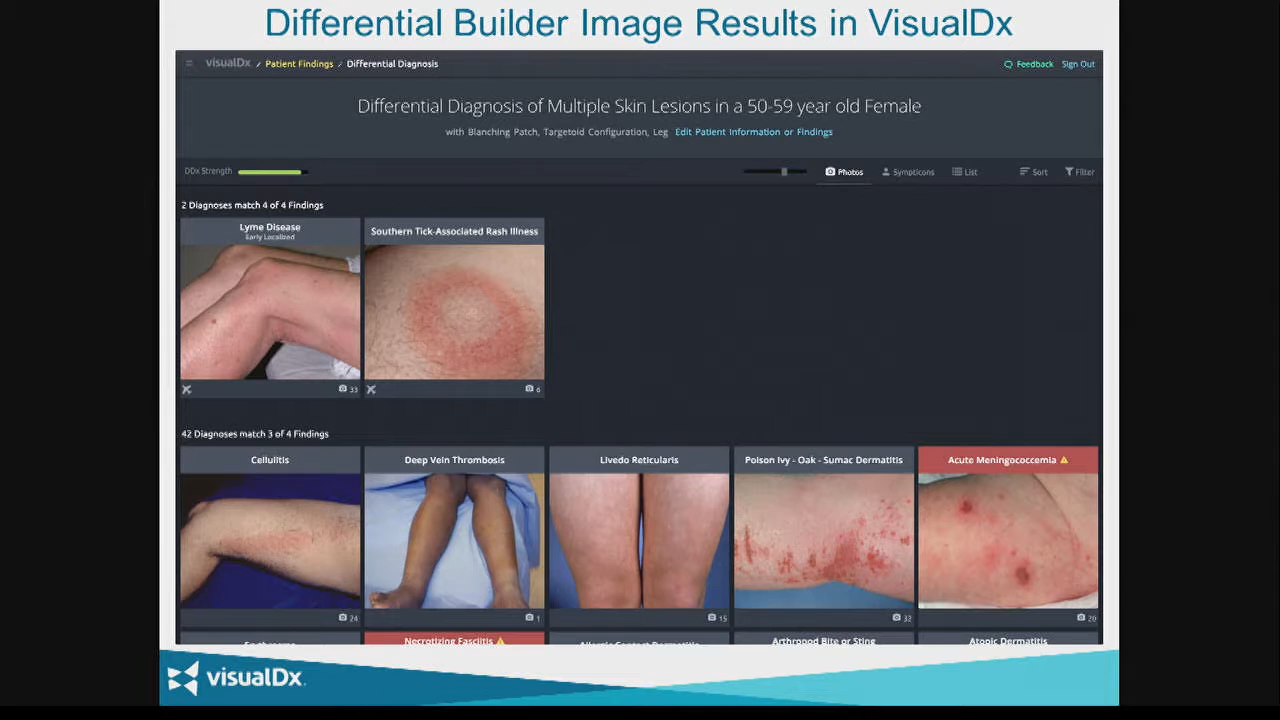 Differential Builder Image Results in VisualDx
visualDx / Patient Findings / Differential Diagnosis
Feedback Sign Out
Differential Diagnosis of Multiple Skin Lesions in a 50-59 year old Female
with Blanching Patch, Targetoid Configuration, Leg Edit Patient Information or Findings
DDx Strength
Photos Sympticons List Sort Filter
2 Diagnoses match 4 of 4 Findings
Lyme Disease
Early Localized
Southern Tick-Associated Rash Illness
33
6
42 Diagnoses match 3 of 4 Findings
Cellulitis
Deep Vein Thrombosis
Livedo Reticularis
Poison Ivy - Oak - Sumac Dermatitis
Acute Meningococcemia
24
1
15
32
20
Necrotizing Fasciitis
Allergic Contact Dermatitis
Arthropod Bite or Sting
Atopic Dermatitis
visualDx.